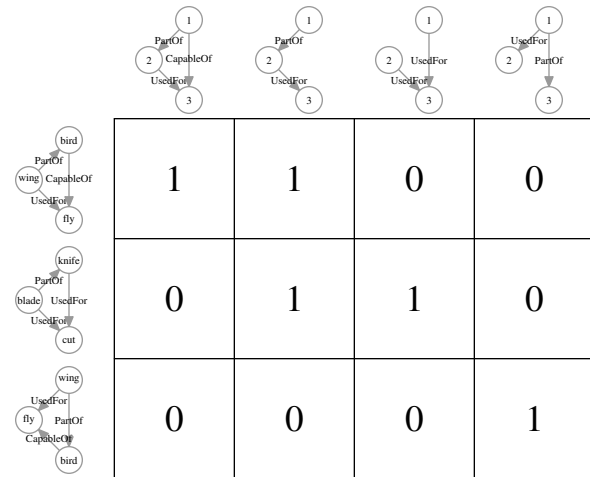 1
PartOf
2 CapableOf
UsedFor
3
1
PartOf
2
UsedFor
3
1
2 UsedFor
UsedFor
3
1
UsedFor
2 PartOf
3
bird
PartOf
wing CapableOf
UsedFor
fly
1 1 0 0
knife
PartOf
blade UsedFor
UsedFor
cut
0 1 1 0
wing
UsedFor
fly PartOf
CapableOf
bird
0 0 0 1